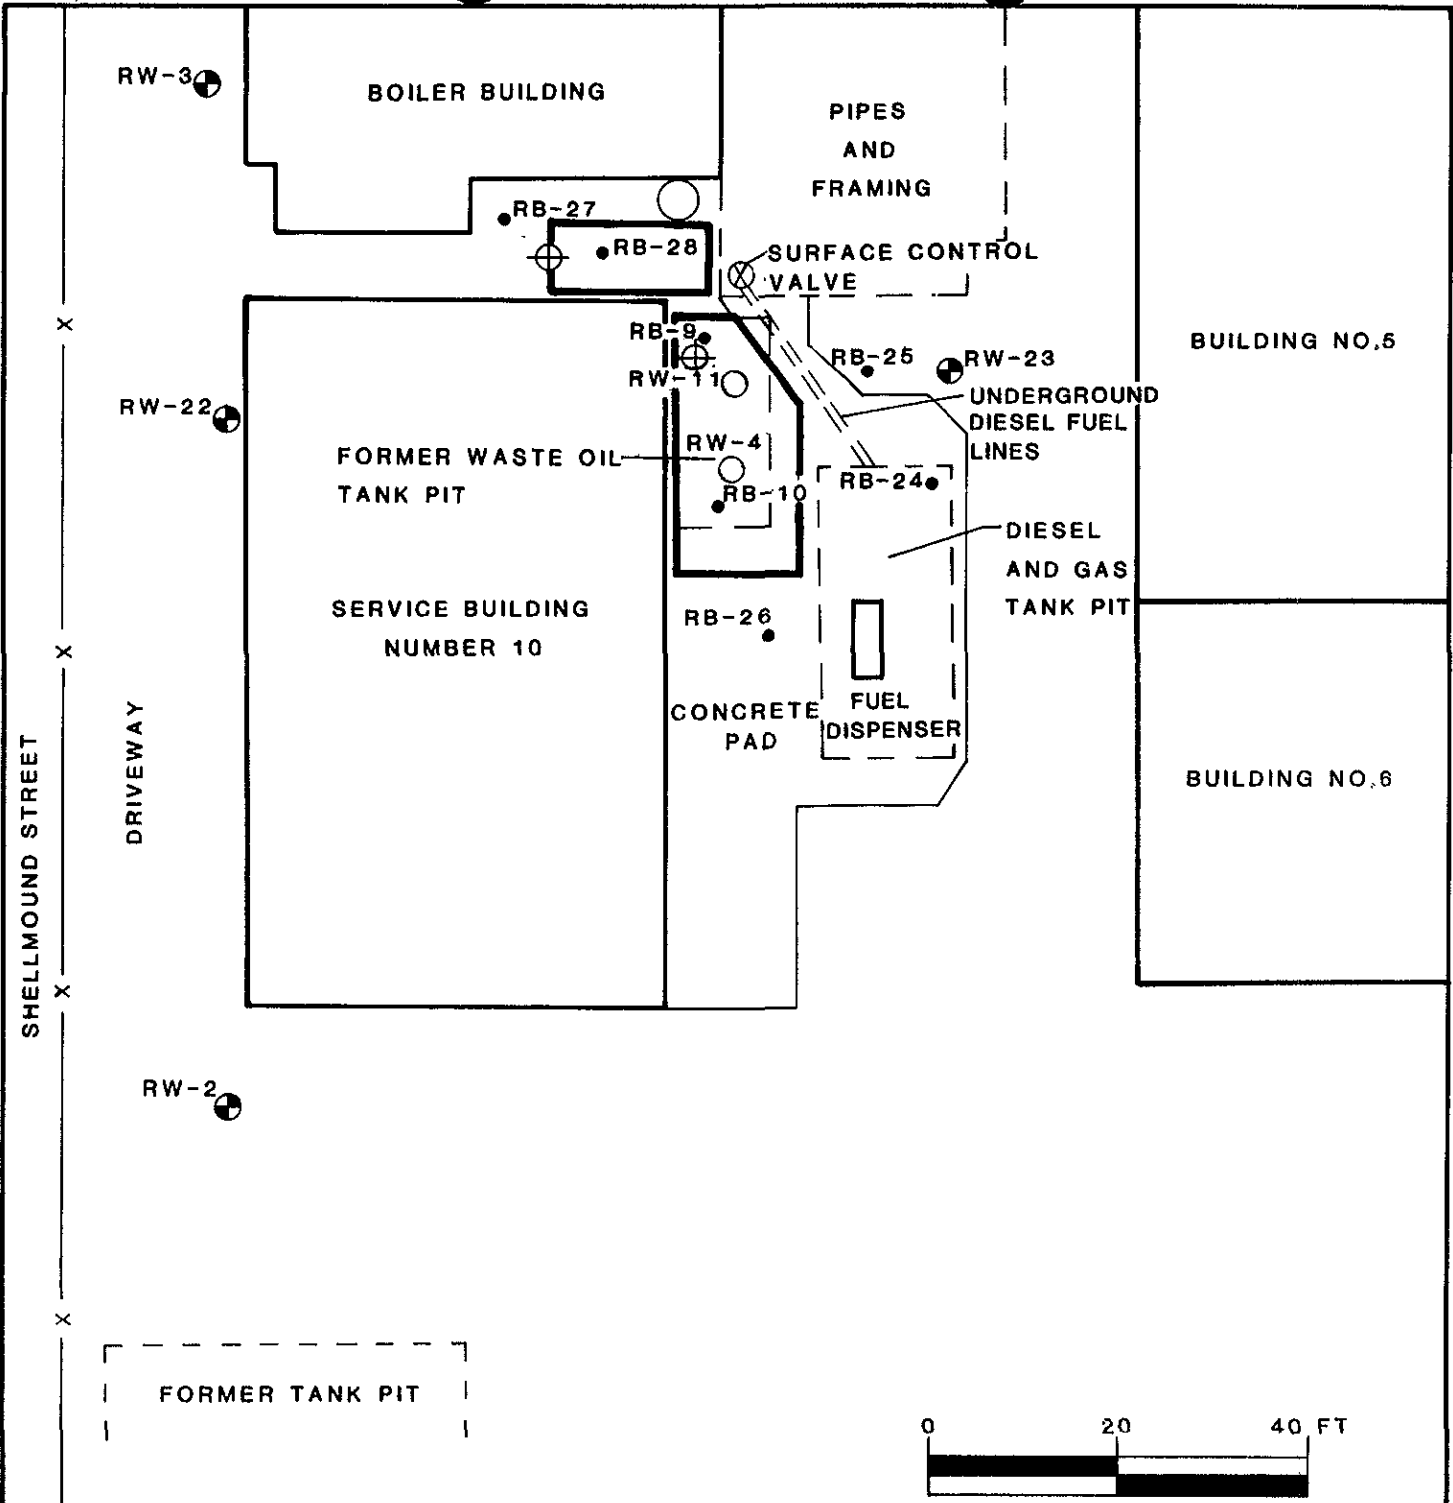 RW-3
BOILER BUILDING
PIPES
AND
FRAMING
RB-27
RB-28
SURFACE CONTROL
VALVE
RB-9
RW-11
RB-25
RW-23
BUILDING NO.5
UNDERGROUND
DIESEL FUEL
LINES
RW-22
FORMER WASTE OIL
TANK PIT
RW-4
RB-10
RB-24
DIESEL
AND GAS
TANK PIT
SERVICE BUILDING
NUMBER 10
RB-26
CONCRETE
PAD
FUEL
DISPENSER
BUILDING NO.6
SHELLMOUND STREET
DRIVEWAY
RW-2
FORMER TANK PIT
0 20 40 FT